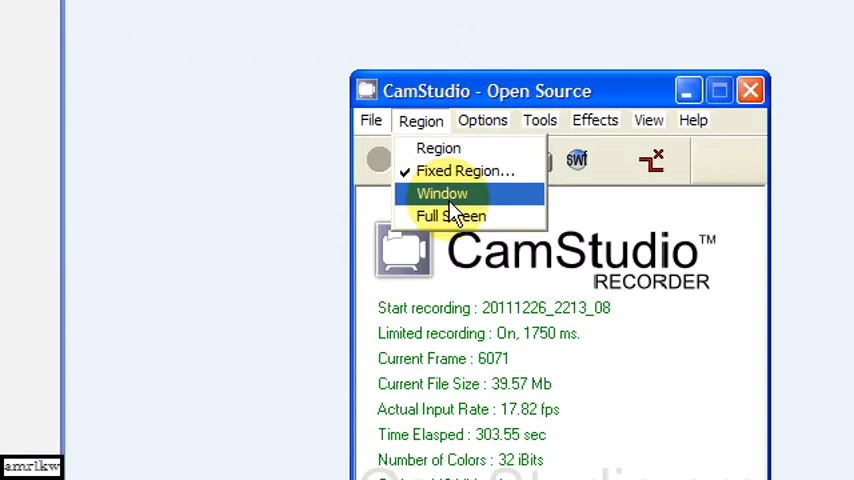 CamStudio - Open Source
File Region Options Tools Effects View Help
Region
Fixed Region...
Window
Full Screen
swf
CamStudio™
RECORDER
Start recording : 20111226_2213_08
Limited recording : On, 1750 ms.
Current Frame : 6071
Current File Size : 39.57 Mb
Actual Input Rate : 17.82 fps
Time Elasped : 303.55 sec
Number of Colors : 32 iBits
amr1kw